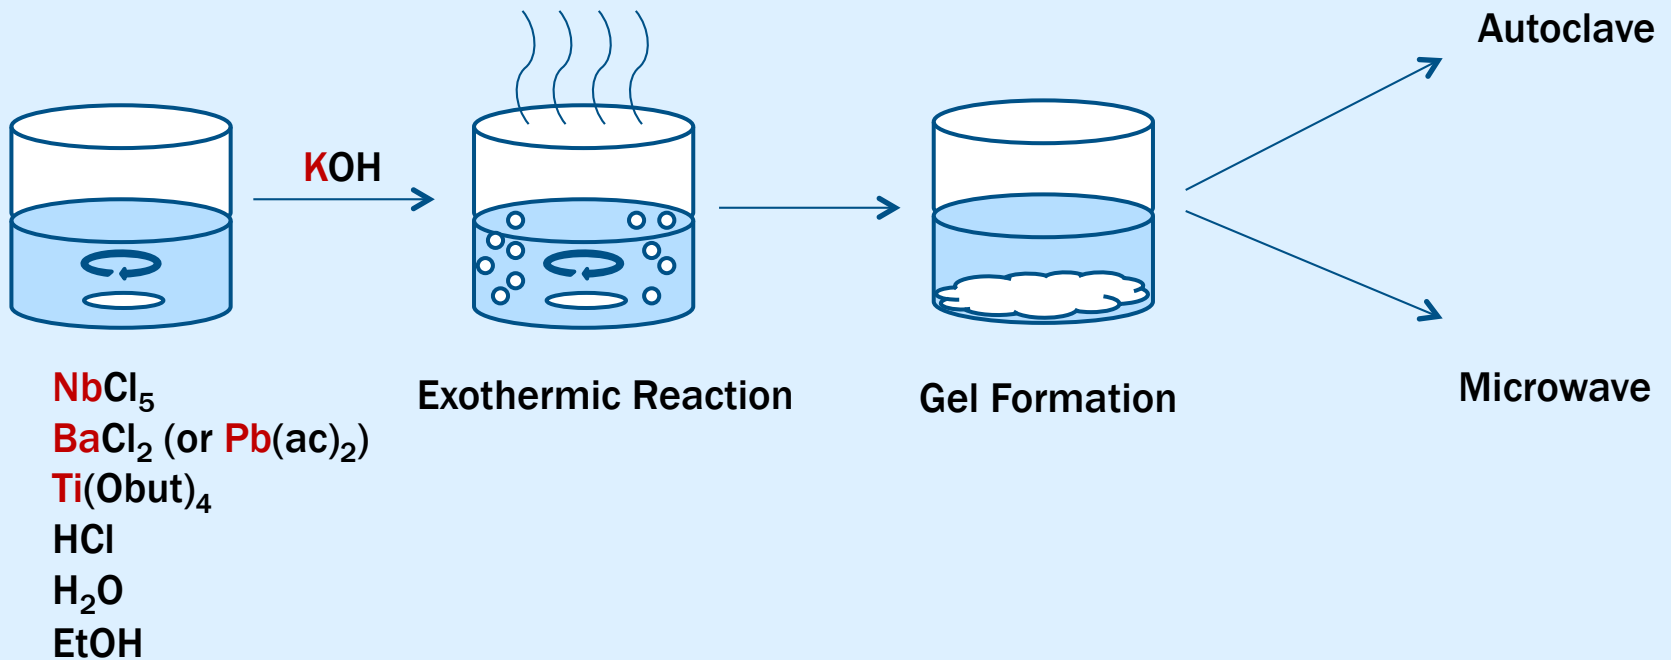 Autoclave
KOH
NbCl₅
BaCl₂ (or Pb(ac)₂)
Ti(Obut)₄
HCl
H₂O
EtOH
Exothermic Reaction
Gel Formation
Microwave